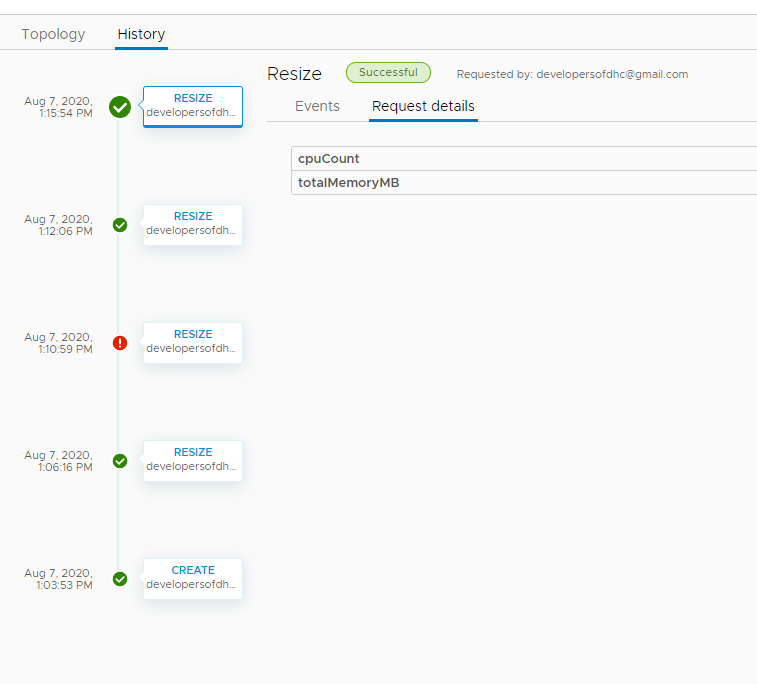 Topology
History
Aug 7, 2020,
1:15:54 PM
RESIZE
developersofdh...
Aug 7, 2020,
1:12:06 PM
RESIZE
developersofdh...
Aug 7, 2020,
1:10:59 PM
RESIZE
developersofdh...
Aug 7, 2020,
1:06:16 PM
RESIZE
developersofdh...
Aug 7, 2020,
1:03:53 PM
CREATE
developersofdh...
Resize
Successful
Requested by: developersofdhc@gmail.com
Events
Request details
cpuCount
totalMemoryMB